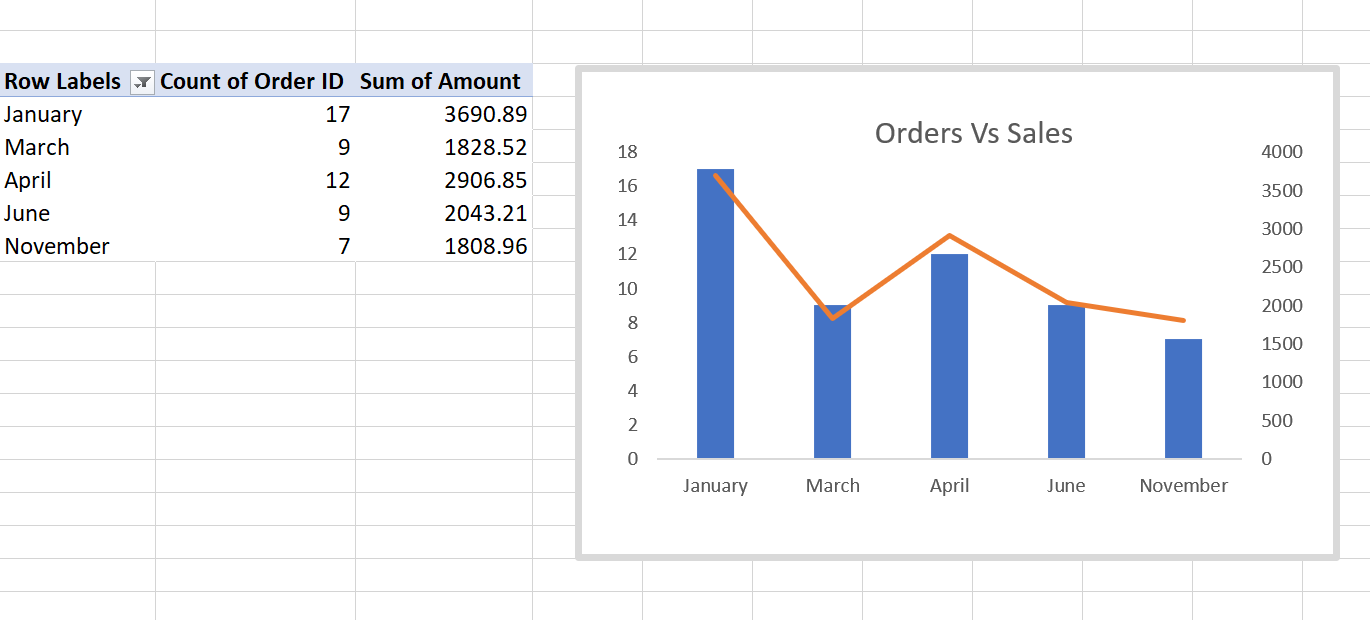 Row Labels Count of Order ID Sum of Amount
January 17 3690.89
March 9 1828.52
April 12 2906.85
June 9 2043.21
November 7 1808.96
Orders Vs Sales
18 4000
16 3500
14 3000
12 2500
10 2000
8 1500
6 1000
4 500
2 0
0
January March April June November